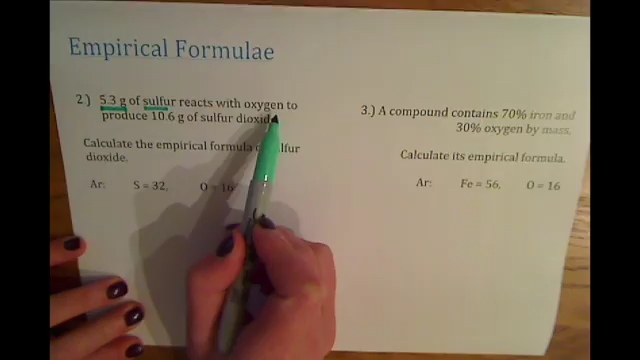 Empirical Formulae
2.) 5.3 g of sulfur reacts with oxygen to
produce 10.6 g of sulfur
Calculate the empirical formula
dioxide.
Ar: S = 32, O = 16
3.) A compound contains 70% iron and
30% oxygen by mass.
Calculate its empirical formula.
Ar: Fe = 56, O = 16